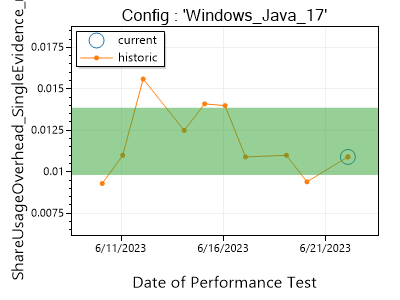 Config : 'Windows_Java_17'
ShareUsageOverhead_SingleEvidence_
current
historic
0.0175
0.015
0.0125
0.01
0.0075
6/11/2023
6/16/2023
6/21/2023
Date of Performance Test